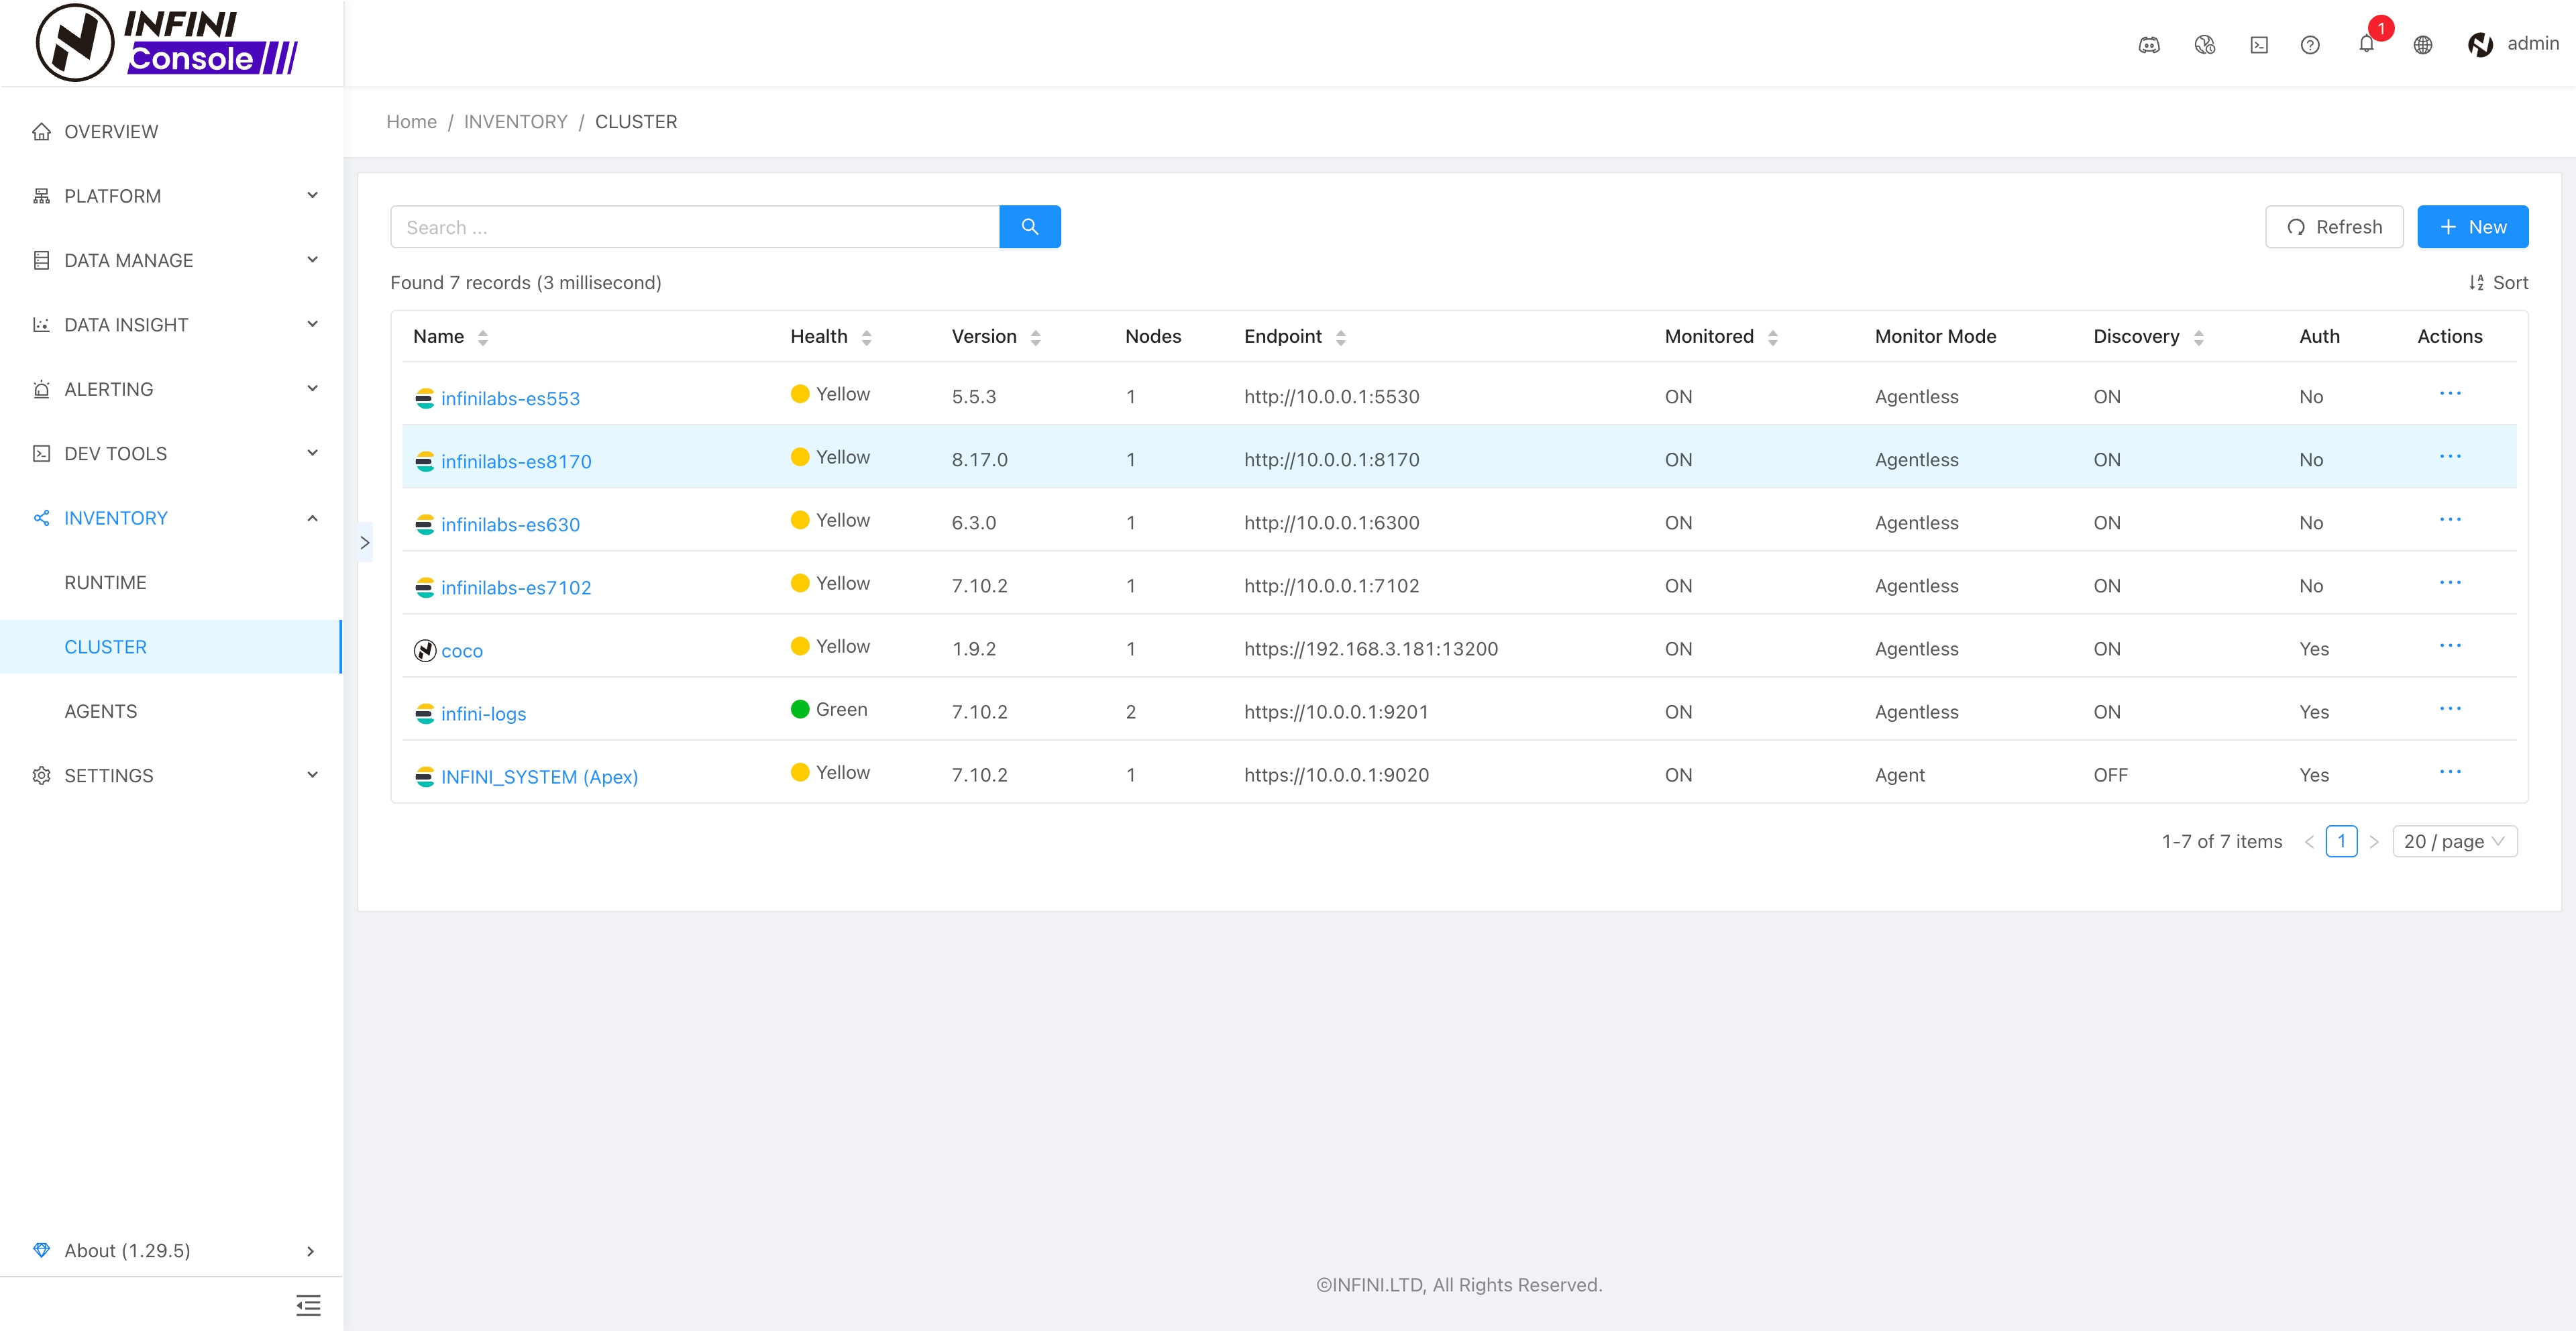 INFINI
Console
1
admin
OVERVIEW
PLATFORM
DATA MANAGE
DATA INSIGHT
ALERTING
DEV TOOLS
INVENTORY
RUNTIME
CLUSTER
AGENTS
SETTINGS
About (1.29.5)
Home / INVENTORY / CLUSTER
Search ...
Refresh
New
Found 7 records (3 millisecond)
Sort
Name Health Version Nodes Endpoint Monitored Monitor Mode Discovery Auth Actions
infinilabs-es553 Yellow 5.5.3 1 http://10.0.0.1:5530 ON Agentless ON No
infinilabs-es8170 Yellow 8.17.0 1 http://10.0.0.1:8170 ON Agentless ON No
infinilabs-es630 Yellow 6.3.0 1 http://10.0.0.1:6300 ON Agentless ON No
infinilabs-es7102 Yellow 7.10.2 1 http://10.0.0.1:7102 ON Agentless ON No
coco Yellow 1.9.2 1 https://192.168.3.181:13200 ON Agentless ON Yes
infini-logs Green 7.10.2 2 https://10.0.0.1:9201 ON Agentless ON Yes
INFINI_SYSTEM (Apex) Yellow 7.10.2 1 https://10.0.0.1:9020 ON Agent OFF Yes
1-7 of 7 items < 1 > 20 / page
©INFINI.LTD, All Rights Reserved.